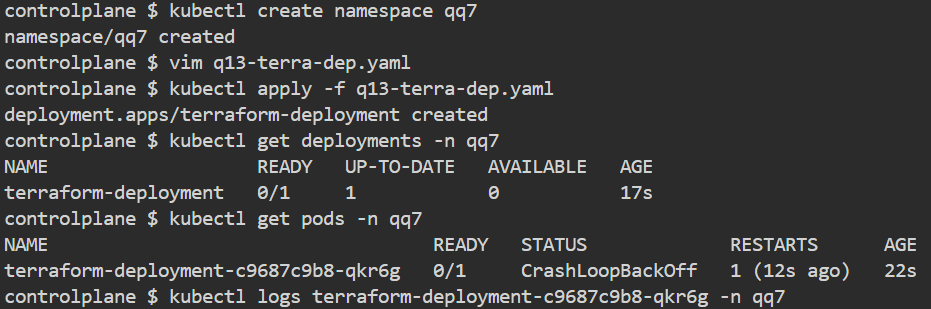 controlplane $ kubectl create namespace qq7
namespace/qq7 created
controlplane $ vim q13-terra-dep.yaml
controlplane $ kubectl apply -f q13-terra-dep.yaml
deployment.apps/terraform-deployment created
controlplane $ kubectl get deployments -n qq7
NAME READY UP-TO-DATE AVAILABLE AGE
terraform-deployment 0/1 1 0 17s
controlplane $ kubectl get pods -n qq7
NAME READY STATUS RESTARTS AGE
terraform-deployment-c9687c9b8-qkr6g 0/1 CrashLoopBackOff 1 (12s ago) 22s
controlplane $ kubectl logs terraform-deployment-c9687c9b8-qkr6g -n qq7